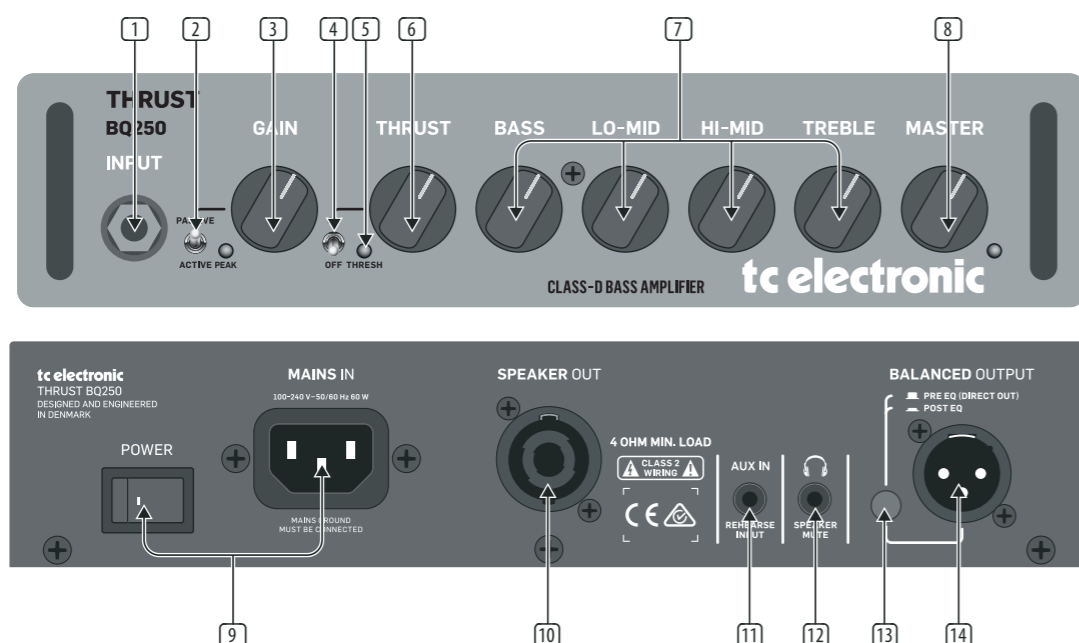 1 2 3 4 5 6 7 8
THRUST
BQ250
INPUT
GAIN THRUST BASS LO-MID HI-MID TREBLE MASTER
PASSIVE
ACTIVE PEAK
OFF THRESH
CLASS-D BASS AMPLIFIER
tc electronic
tc electronic
THRUST BQ250
DESIGNED AND ENGINEERED
IN DENMARK
POWER
MAINS IN
100-240 V~50/60 Hz 60 W
MAINS GROUND
MUST BE CONNECTED
SPEAKER OUT
4 OHM MIN. LOAD
CLASS 2
WIRING
CE
AUX IN
REHEARSE
INPUT
SPEAKER
MUTE
BALANCED OUTPUT
PRE EQ (DIRECT OUT)
POST EQ
9 10 11 12 13 14